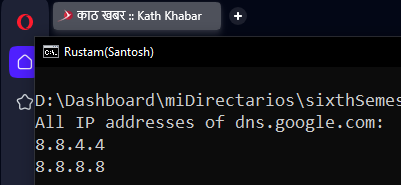 काठ खबर :: Kath Khabar
Rustam(Santosh)
D:\Dashboard\miDirectarios\sixthSemes
All IP addresses of dns.google.com:
8.8.4.4
8.8.8.8